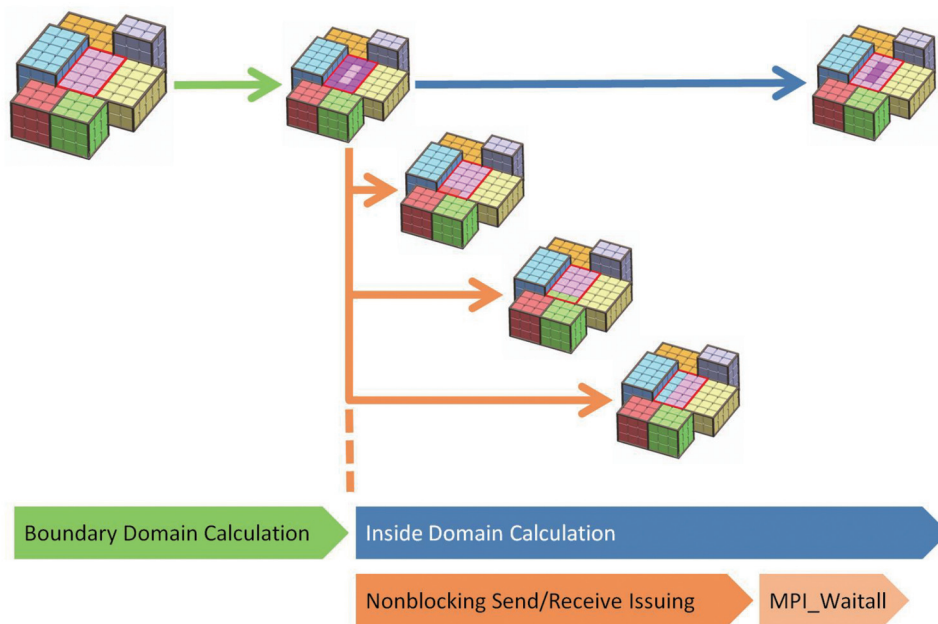 Boundary Domain Calculation
Inside Domain Calculation
Nonblocking Send/Receive Issuing
MPI_Waitall